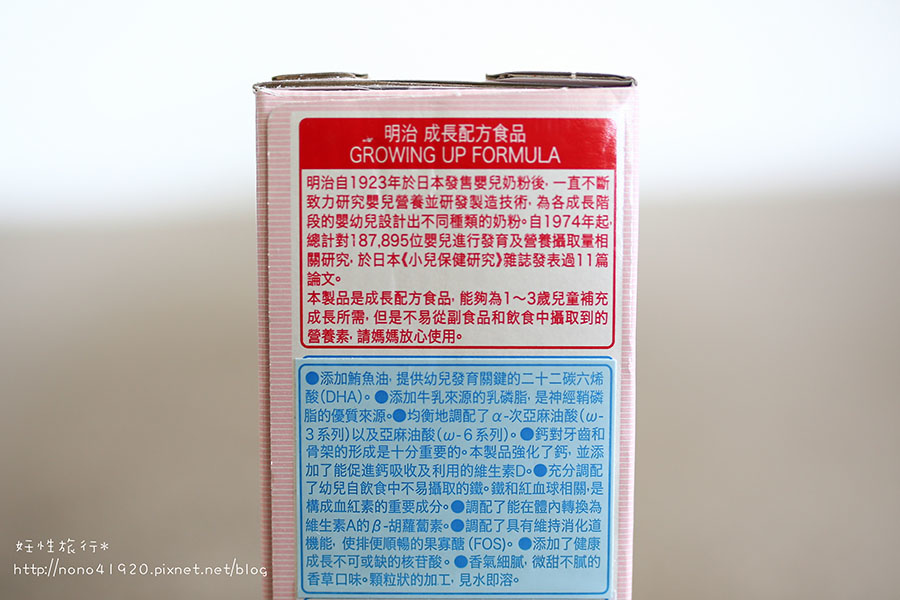 明治 成長配方食品
GROWING UP FORMULA
明治自1923年於日本發售嬰兒奶粉後，一直不斷
致力研究嬰兒營養並研發製造技術，為各成長階
段的嬰幼兒設計出不同種類的奶粉。自1974年起，
總計對187,895位嬰兒進行發育及營養攝取量相
關研究，於日本《小兒保健研究》雜誌發表過11篇
論文。
本製品是成長配方食品，能夠為1～3歲兒童補充
成長所需，但是不易從副食品和飲食中攝取到的
營養素，請媽媽放心使用。
●添加鮪魚油，提供幼兒發育關鍵的二十二碳六烯
酸(DHA)。●添加牛乳來源的乳磷脂，是神經鞘磷
脂的優質來源。●均衡地調配了α-次亞麻油酸(ω-
3系列)以及亞麻油酸(ω-6系列)。●鈣對牙齒和
骨架的形成是十分重要的。本製品強化了鈣，並添
加了能促進鈣吸收及利用的維生素D。●充分調配
了幼兒自飲食中不易攝取的鐵。鐵和紅血球相關，是
構成血紅素的重要成分。●調配了能在體內轉換為
維生素A的β-胡蘿蔔素。●調配了具有維持消化道
機能，使排便順暢的果寡醣(FOS)。●添加了健康
成長不可或缺的核苷酸。●香氣細膩，微甜不膩的
香草口味。顆粒狀的加工，見水即溶。
妊性旅行*
http://nono41920.pixnet.net/blog